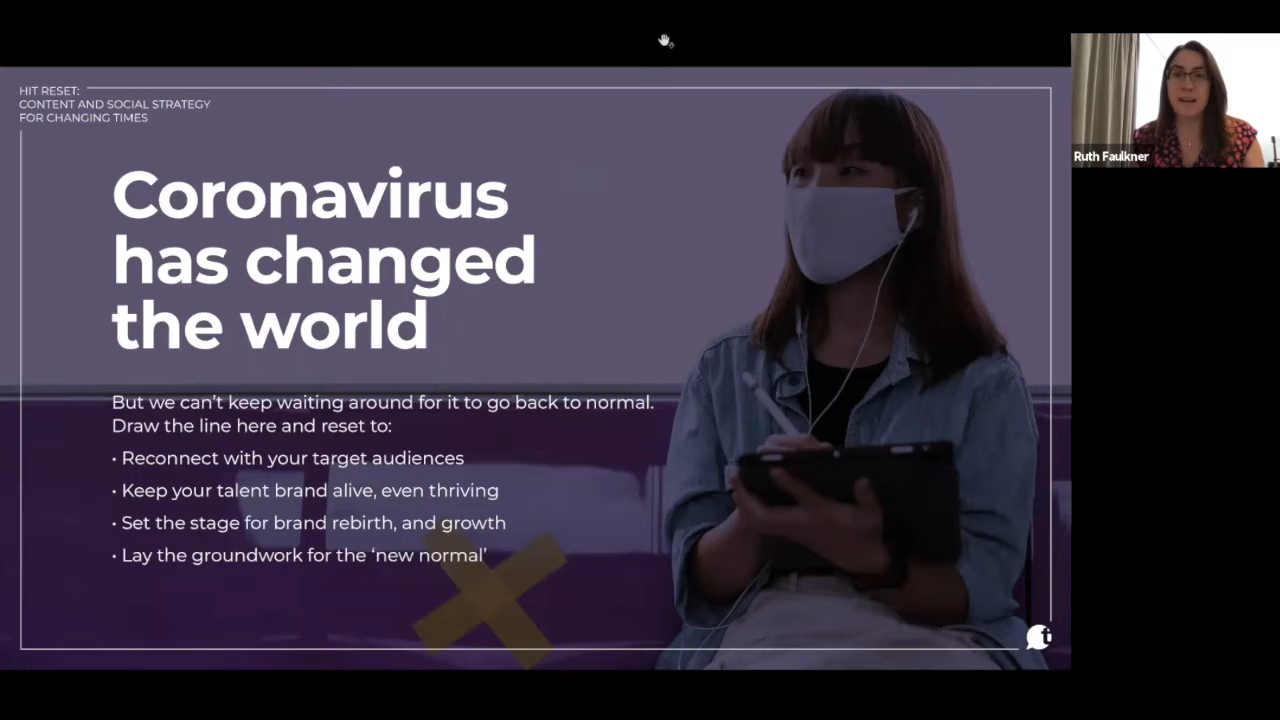 HIT RESET:
CONTENT AND SOCIAL STRATEGY
FOR CHANGING TIMES
Coronavirus
has changed
the world
But we can’t keep waiting around for it to go back to normal.
Draw the line here and reset to:
• Reconnect with your target audiences
• Keep your talent brand alive, even thriving
• Set the stage for brand rebirth, and growth
• Lay the groundwork for the ‘new normal’
t
Ruth Faulkner